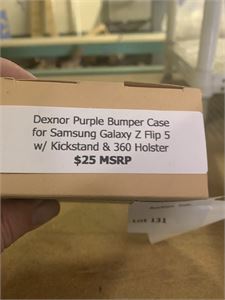 Dexnor Purple Bumper Case
for Samsung Galaxy Z Flip 5
w/ Kickstand & 360 Holster
$25 MSRP
LOT 131